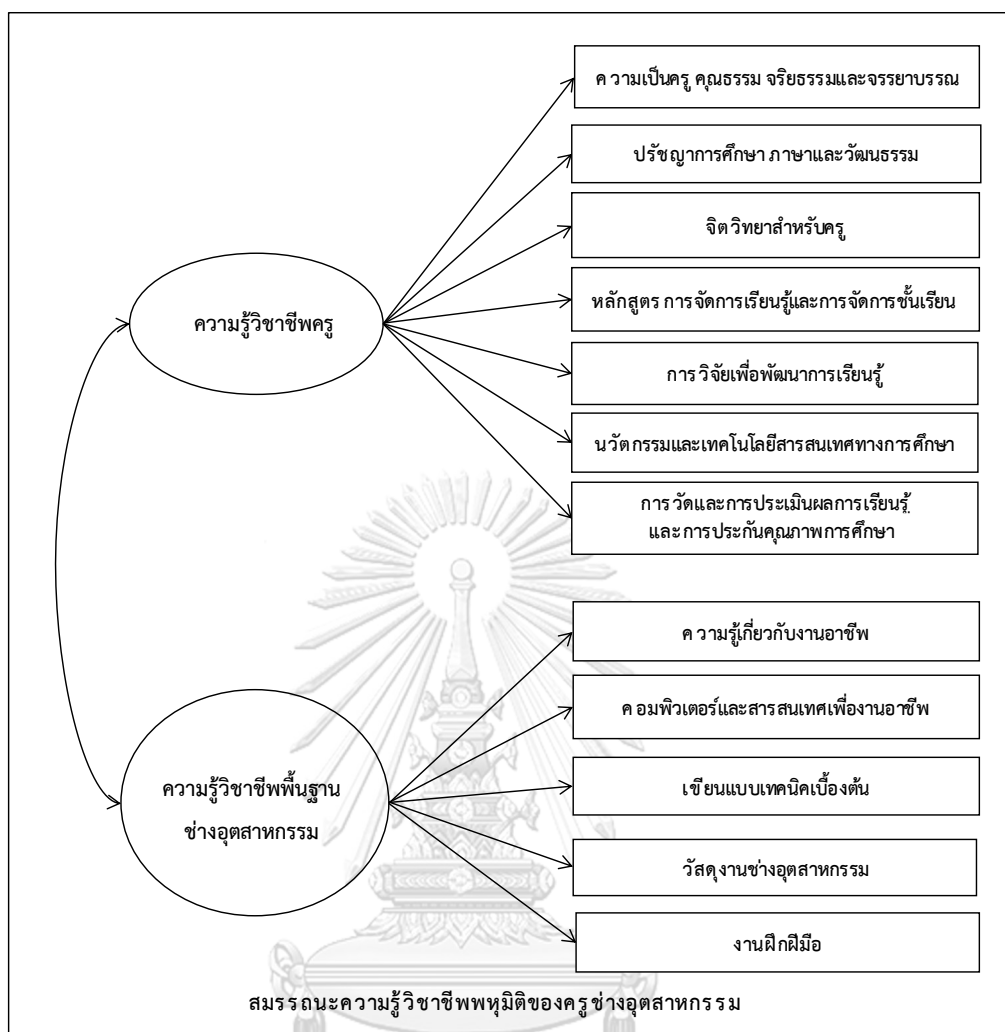 ความเป็นครู คุณธรรม จริยธรรมและจรรยาบรรณ
ปรัชญาการศึกษา ภาษาและวัฒนธรรม
จิตวิทยาสำหรับครู
หลักสูตร การจัดการเรียนรู้และการจัดการชั้นเรียน
ความรู้วิชาชีพครู
การวิจัยเพื่อพัฒนาการเรียนรู้
นวัตกรรมและเทคโนโลยีสารสนเทศทางการศึกษา
การวัดและการประเมินผลการเรียนรู้
และการประกันคุณภาพการศึกษา
ความรู้เกี่ยวกับงานอาชีพ
คอมพิวเตอร์และสารสนเทศเพื่องานอาชีพ
ความรู้วิชาชีพพื้นฐาน
ช่างอุตสาหกรรม
เขียนแบบเทคนิคเบื้องต้น
วัสดุงานช่างอุตสาหกรรม
งานฝึกฝีมือ
สมรรถนะความรู้วิชาชีพพหุมิติของครูช่างอุตสาหกรรม